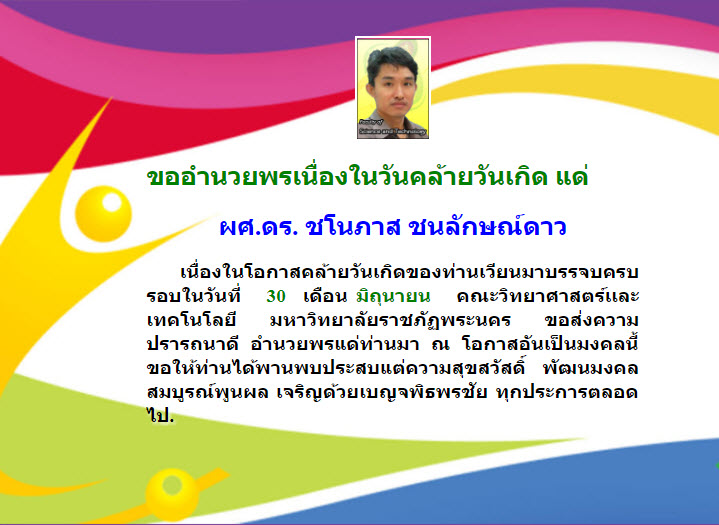 Faculty of
Science and Technology
ขออำนวยพรเนื่องในวันคล้ายวันเกิด แด่
ผศ.ดร. ชโนภาส ชนลักษณ์ดาว
เนื่องในโอกาสคล้ายวันเกิดของท่านเวียนมาบรรจบครบ
รอบในวันที่ 30 เดือน มิถุนายน คณะวิทยาศาสตร์และ
เทคโนโลยี มหาวิทยาลัยราชภัฏพระนคร ขอส่งความ
ปรารถนาดี อำนวยพรแด่ท่านมา ณ โอกาสอันเป็นมงคลนี้
ขอให้ท่านได้พานพบประสบแต่ความสุขสวัสดิ์ พัฒนมงคล
สมบูรณ์พูนผล เจริญด้วยเบญจพิธพรชัย ทุกประการตลอด
ไป.